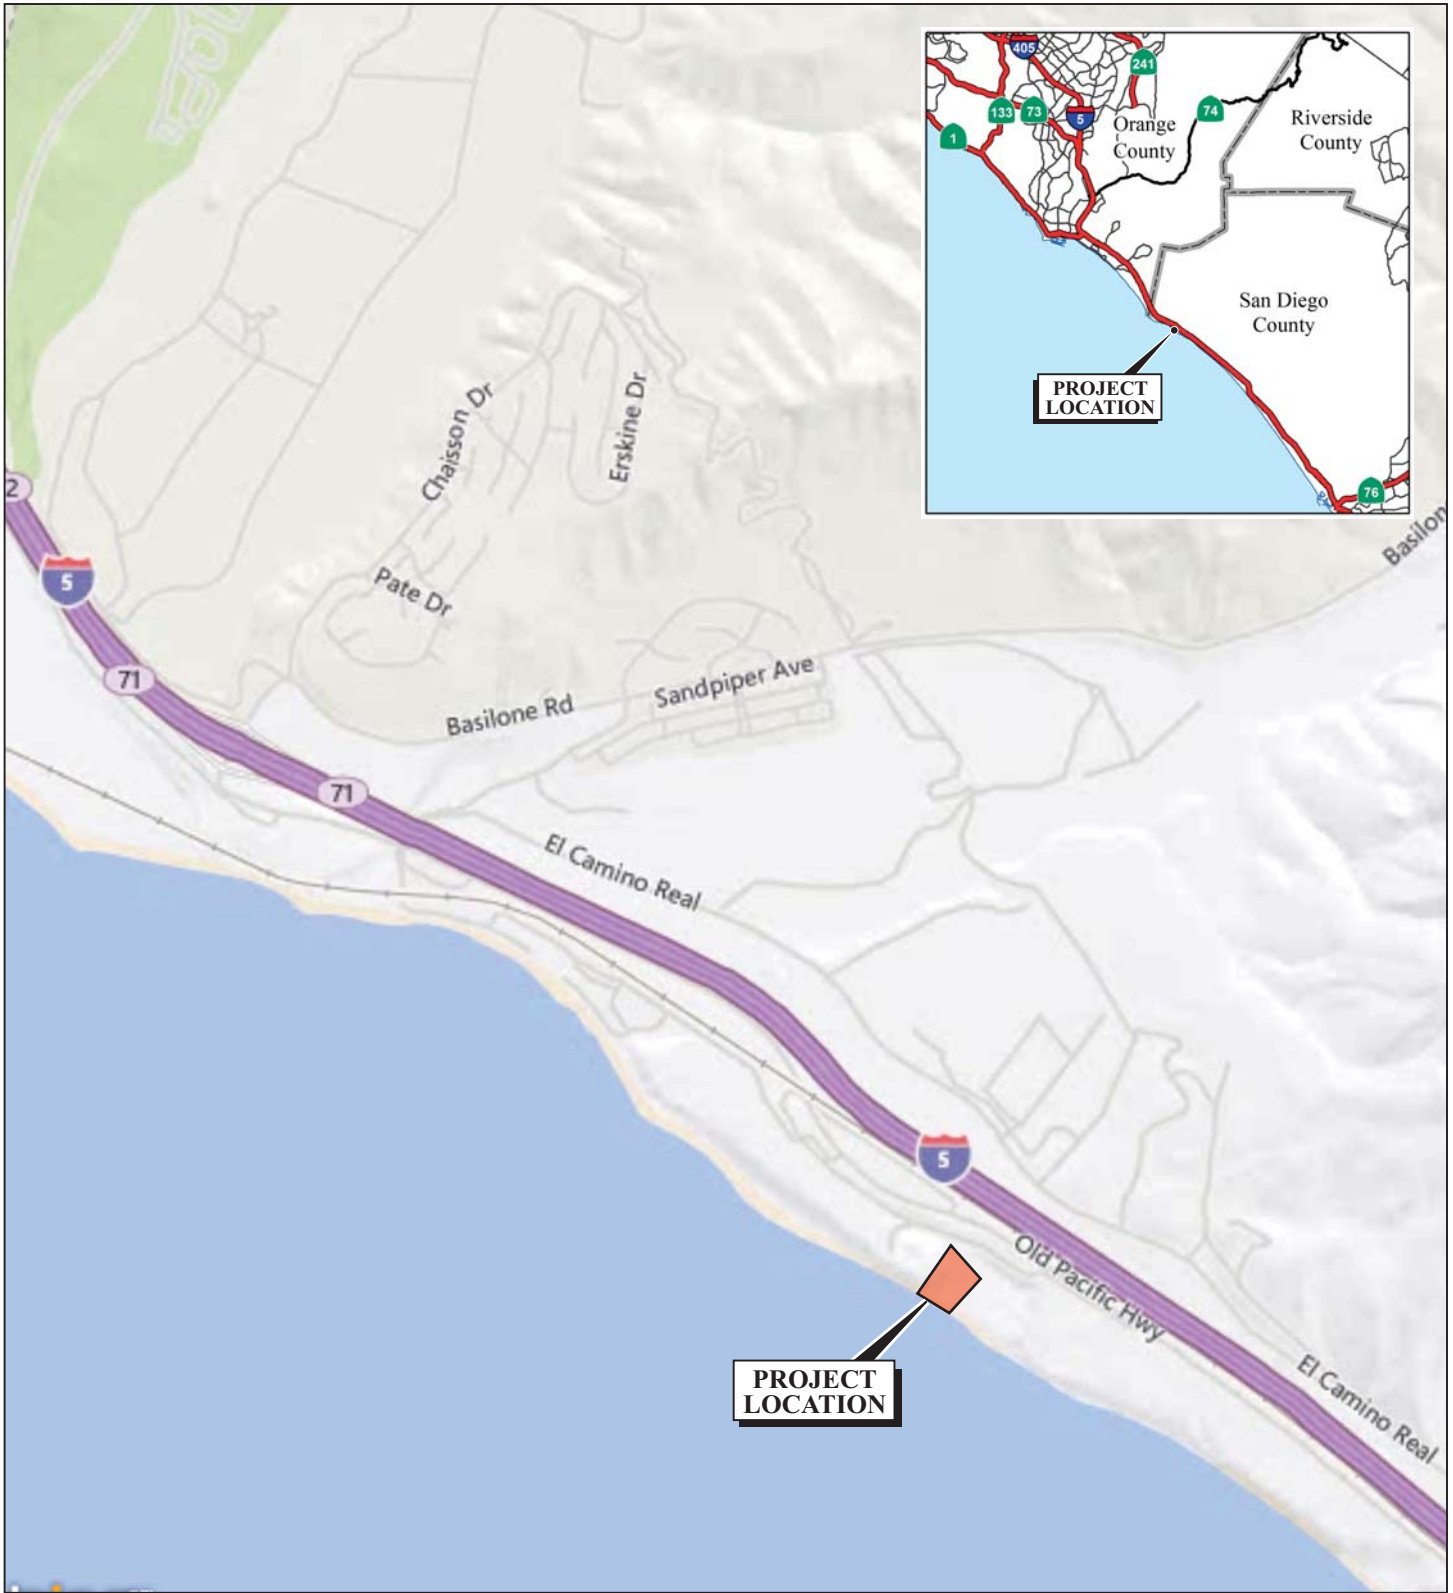 405
241
133
73
5
74
1
Orange
County
Riverside
County
San Diego
County
PROJECT
LOCATION
76
Chaisson Dr
Erskine Dr
2
5
Pate Dr
Basilon
71
Sandpiper Ave
Basilone Rd
71
El Camino Real
5
Old Pacific Hwy
PROJECT
LOCATION
El Camino Real